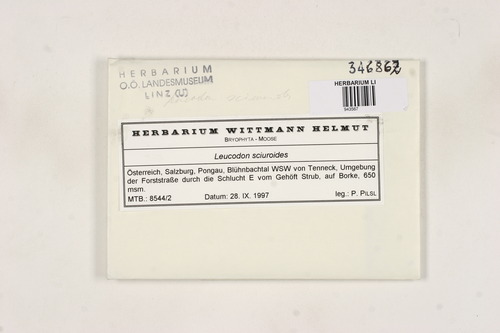 346862
HERBARIUM
O.Ö. LANDESMUSEUM
LINZ
HERBARIUM LI
HERBARIUM WITTMANN HELMUT
BRYOPHYTA - MOOSE
Leucodon sciuroides
Österreich, Salzburg, Pongau, Blühnbachtal WSW von Tenneck, Umgebung
der Forststraße durch die Schlucht E vom Gehöft Strub, auf Borke, 650
msm.
MTB.: 8544/2 Datum: 28. IX. 1997 leg.: P. PILSL